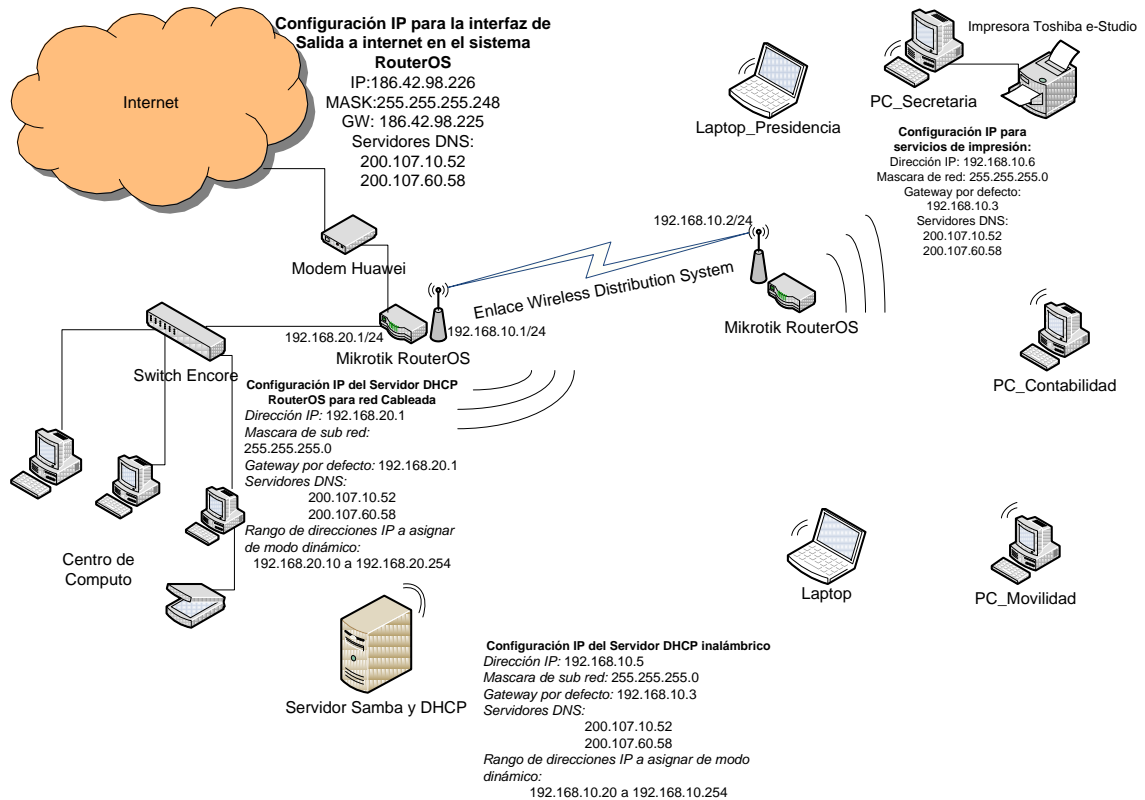 Configuración IP para la interfaz de
Salida a internet en el sistema
RouterOS
IP:186.42.98.226
MASK:255.255.255.248
GW: 186.42.98.225
Servidores DNS:
200.107.10.52
200.107.60.58
Internet
Impresora Toshiba e-Studio
PC_Secretaria
Laptop_Presidencia
Configuración IP para
servicios de impresión:
Dirección IP: 192.168.10.6
Mascara de red: 255.255.255.0
Gateway por defecto:
192.168.10.3
Servidores DNS:
200.107.10.52
200.107.60.58
192.168.10.2/24
Modem Huawei
Enlace Wireless Distribution System
Mikrotik RouterOS
192.168.20.1/24
192.168.10.1/24
Mikrotik RouterOS
Switch Encore
PC_Contabilidad
Configuración IP del Servidor DHCP
RouterOS para red Cableada
Dirección IP: 192.168.20.1
Mascara de sub red:
255.255.255.0
Gateway por defecto: 192.168.20.1
Servidores DNS:
200.107.10.52
200.107.60.58
Rango de direcciones IP a asignar
de modo dinámico:
192.168.20.10 a 192.168.20.254
Centro de
Computo
Laptop
PC_Movilidad
Servidor Samba y DHCP
Configuración IP del Servidor DHCP inalámbrico
Dirección IP: 192.168.10.5
Mascara de sub red: 255.255.255.0
Gateway por defecto: 192.168.10.3
Servidores DNS:
200.107.10.52
200.107.60.58
Rango de direcciones IP a asignar de modo
dinámico:
192.168.10.20 a 192.168.10.254